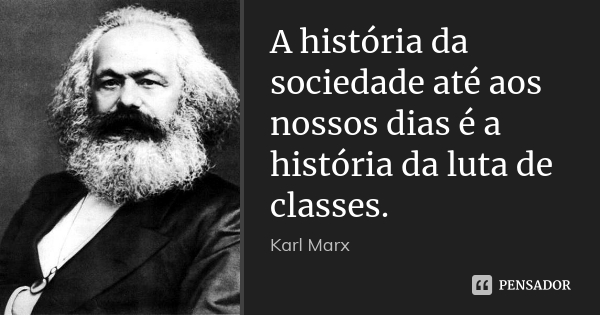 A história da
sociedade até aos
nossos dias é a
história da luta de
classes.
Karl Marx
PENSADOR